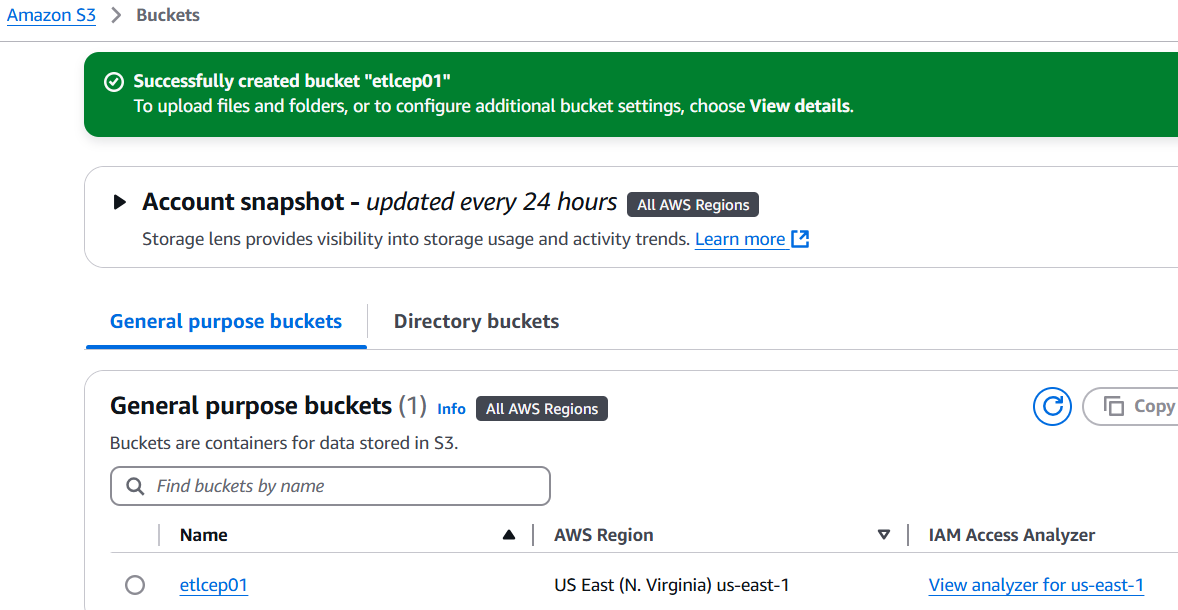 Amazon S3 > Buckets
Successfully created bucket "etlcep01"
To upload files and folders, or to configure additional bucket settings, choose View details.
Account snapshot - updated every 24 hours All AWS Regions
Storage lens provides visibility into storage usage and activity trends. Learn more
General purpose buckets Directory buckets
General purpose buckets (1) Info All AWS Regions
Copy
Buckets are containers for data stored in S3.
Find buckets by name
Name AWS Region IAM Access Analyzer
etlcep01 US East (N. Virginia) us-east-1 View analyzer for us-east-1